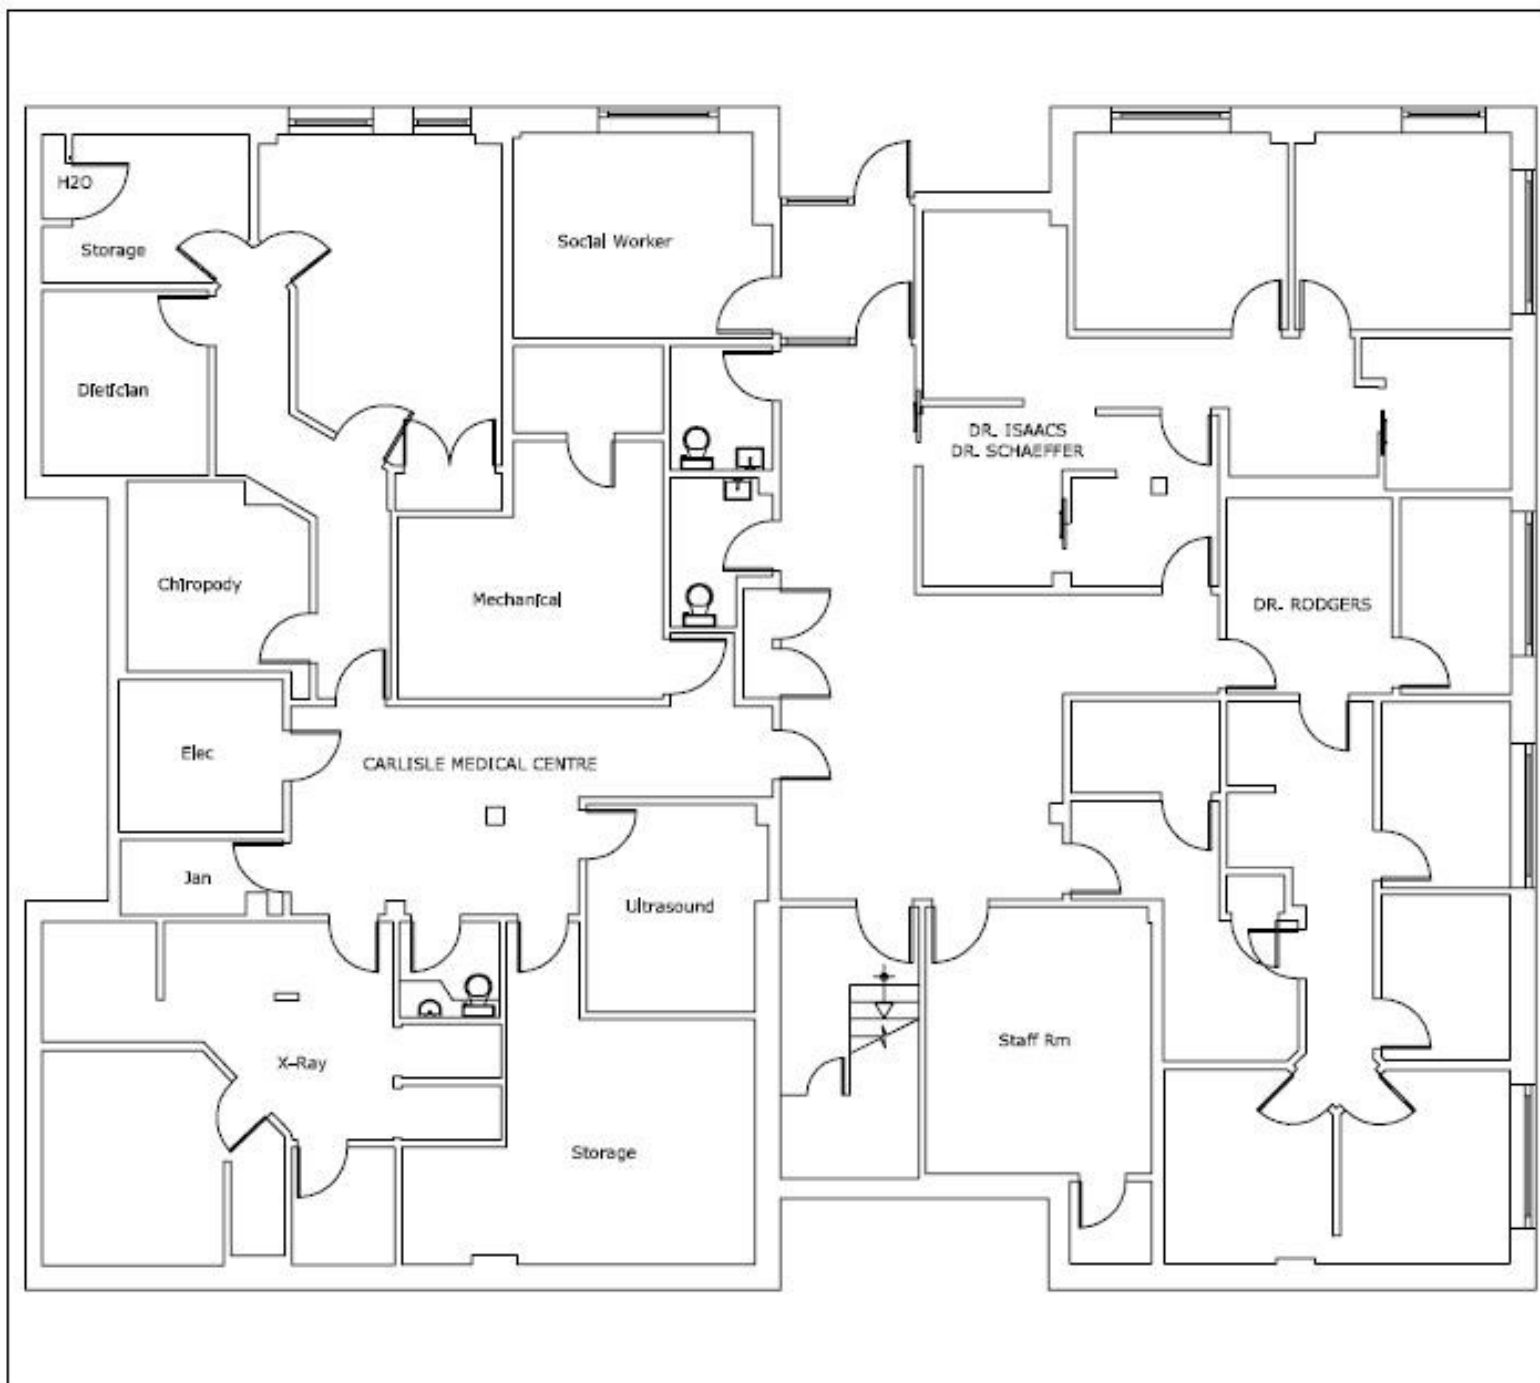 H2O
Storage
Social Worker
Dietician
DR. ISAACS
DR. SCHAEFFER
Chiropody
Mechanical
DR. RODGERS
Elec
CARLISLE MEDICAL CENTRE
Jan
Ultrasound
X-Ray
Staff Rm
Storage